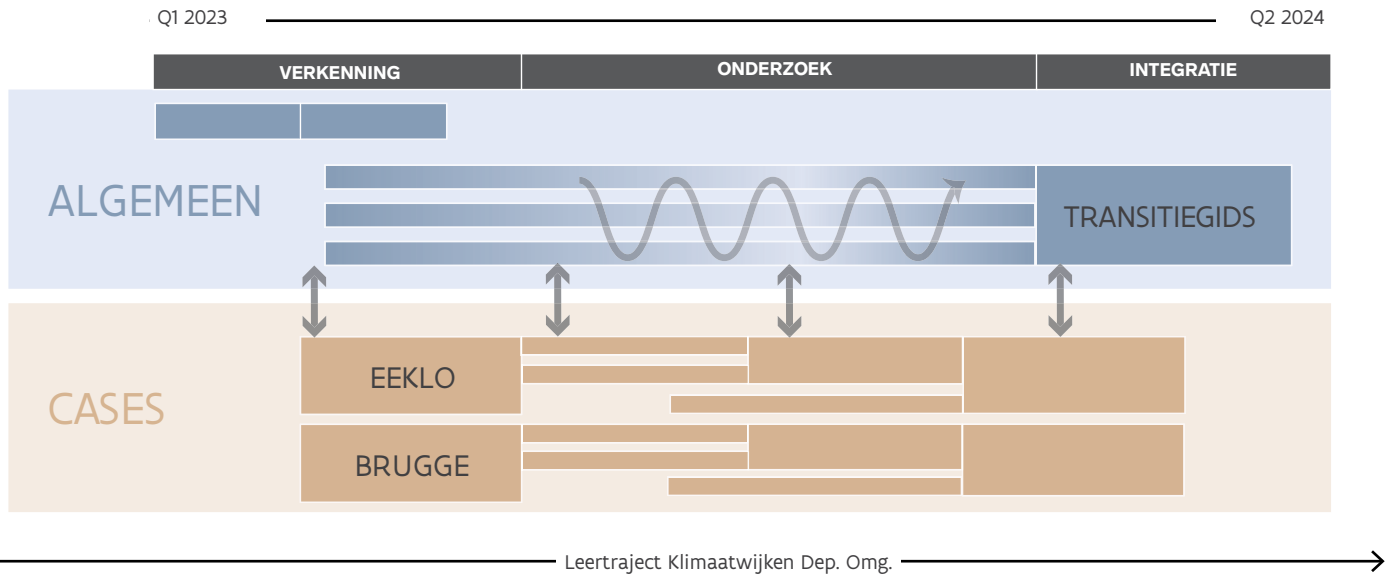 Q1 2023
Q2 2024
VERKENNING
ONDERZOEK
INTEGRATIE
ALGEMEEN
TRANSITIEGIDS
CASES
EEKLO
BRUGGE
Leertraject Klimaatwijken Dep. Omg.